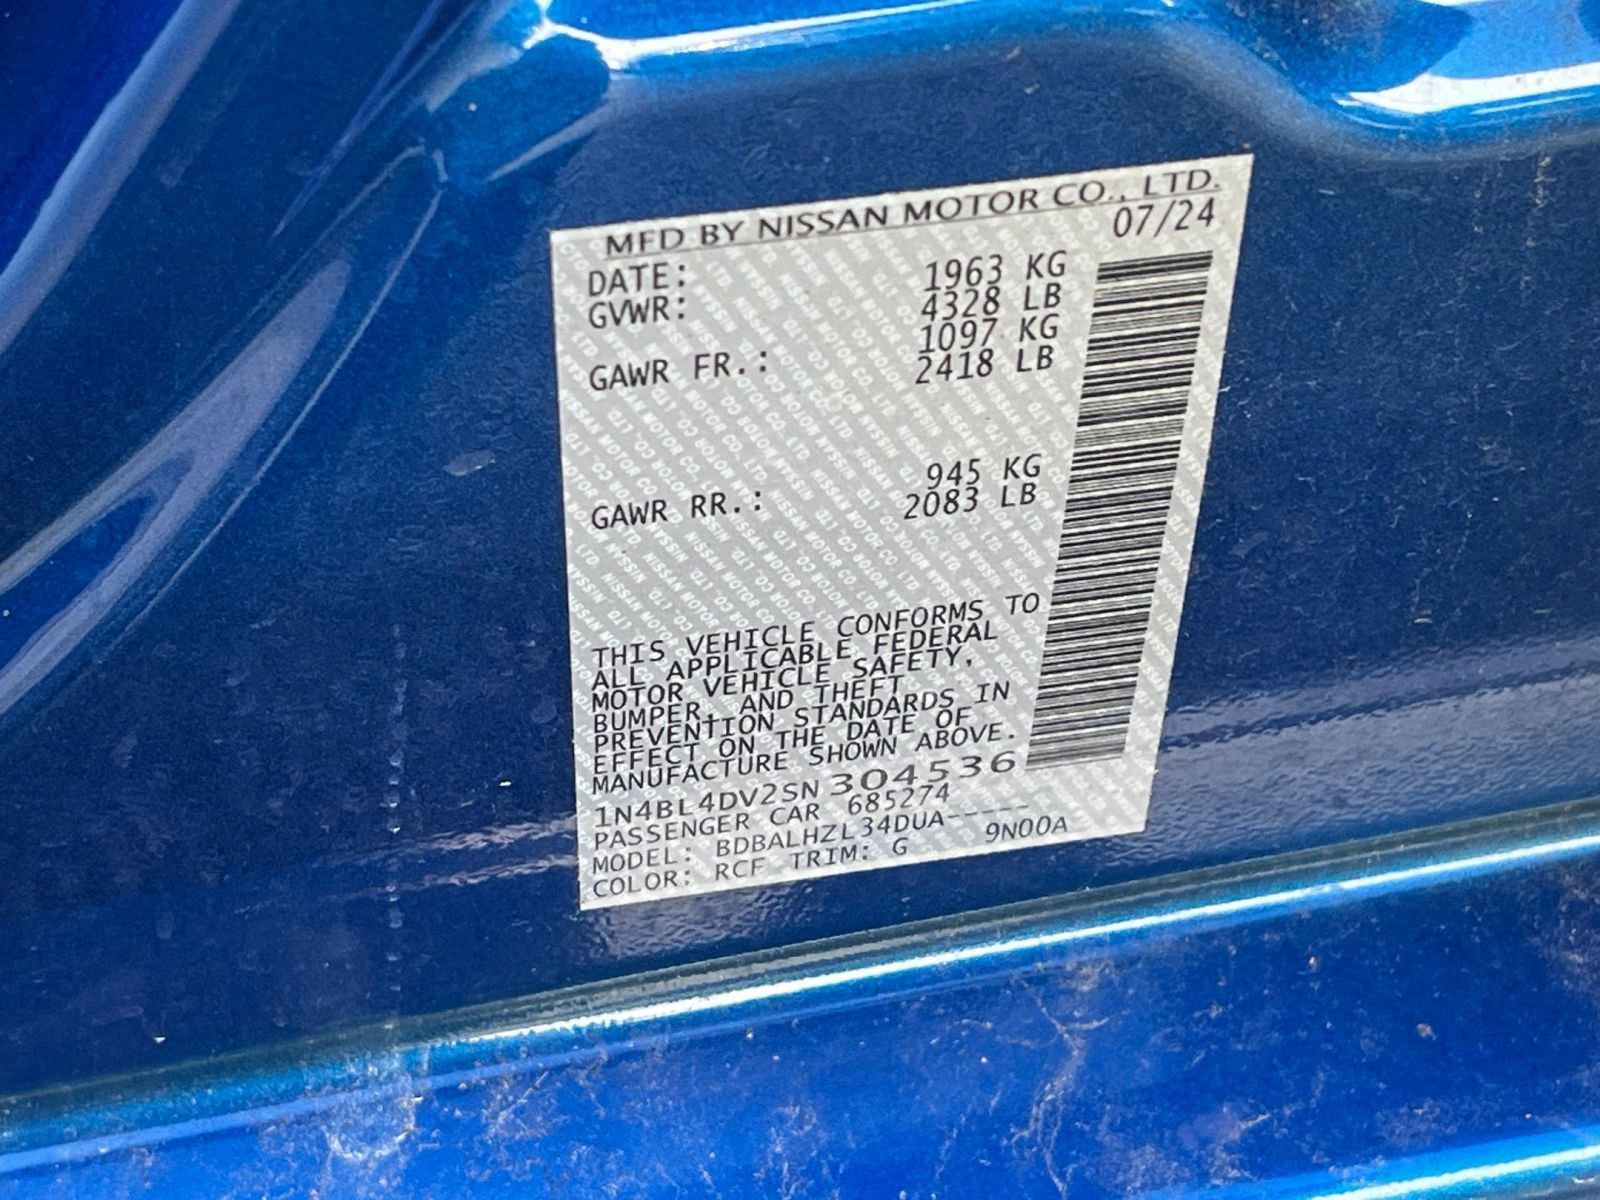 MFD BY NISSAN MOTOR CO., LTD.
DATE: 07/24
GVWR: 1963 KG
4328 LB
GAWR FR.: 1097 KG
2418 LB
GAWR RR.: 945 KG
2083 LB
THIS VEHICLE CONFORMS TO
ALL APPLICABLE FEDERAL
MOTOR VEHICLE SAFETY,
BUMPER, AND THEFT
PREVENTION STANDARDS IN
EFFECT ON THE DATE OF
MANUFACTURE SHOWN ABOVE.
1N4BL4DV2SN304536
PASSENGER CAR 685274
MODEL: BDBALHZL34DUA-----
COLOR: RCF TRIM: G 9N00A